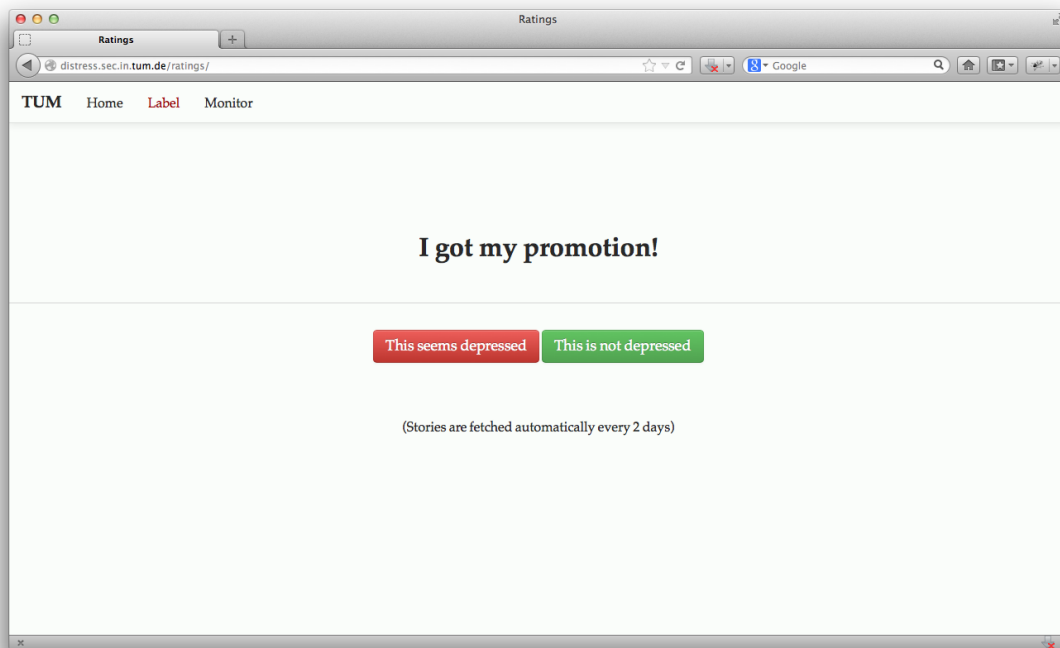 Ratings
Ratings
distress.sec.in.tum.de/ratings/
Google
TUM Home Label Monitor
I got my promotion!
This seems depressed This is not depressed
(Stories are fetched automatically every 2 days)